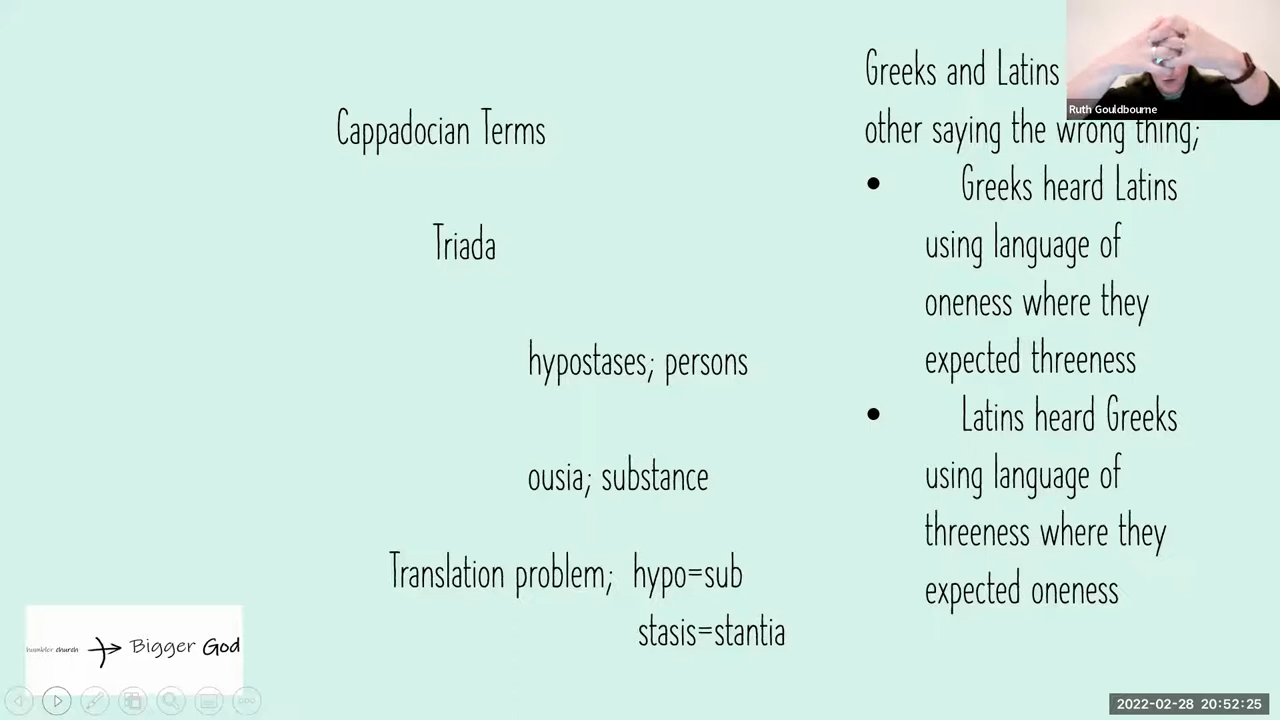 Cappadocian Terms
Triada
hypostases; persons
ousia; substance
Translation problem; hypo=sub
stasis=stantia
Greeks and Latins
other saying the wrong thing;
• Greeks heard Latins
using language of
oneness where they
expected threeness
• Latins heard Greeks
using language of
threeness where they
expected oneness
Ruth Gouldbourne
humbler church Bigger God
2022-02-28 20:52:25